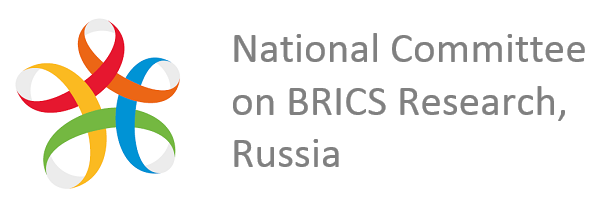 National Committee
on BRICS Research,
Russia